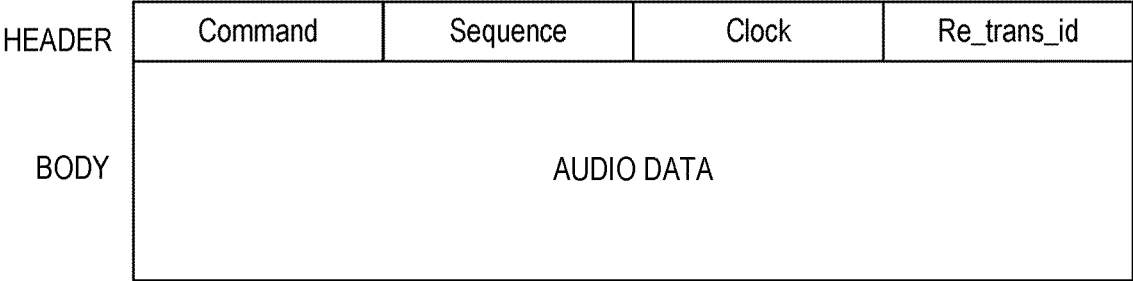 HEADER Command Sequence Clock Re_trans_id
BODY AUDIO DATA